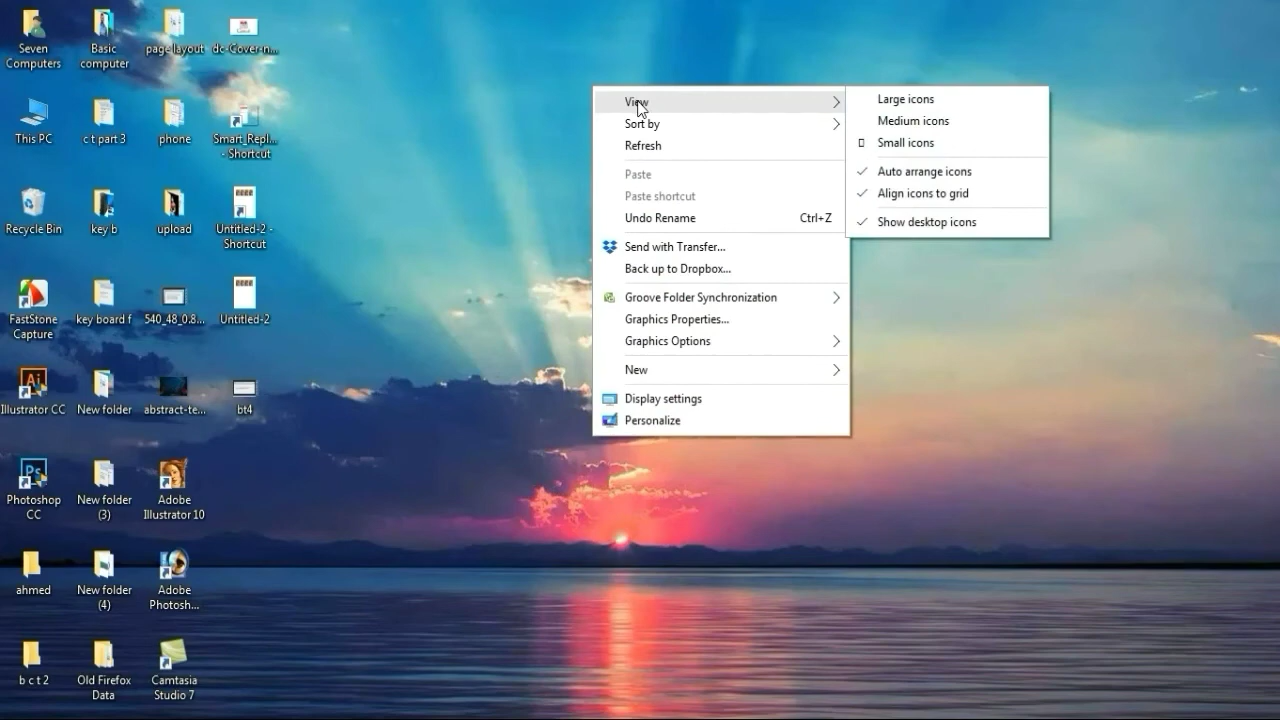 Seven
Computers
Basic
computer
page layout
dc-Cover-n...
This PC
c t part 3
phone
Smart_Repl...
- Shortcut
Recycle Bin
key b
upload
Untitled-2 -
Shortcut
FastStone
Capture
key board f
540_48_0.8...
Untitled-2
Illustrator CC
New folder
abstract-te...
bt4
Photoshop
CC
New folder
(3)
Adobe
Illustrator 10
ahmed
New folder
(4)
Adobe
Photosh...
b c t 2
Old Firefox
Data
Camtasia
Studio 7
View
Sort by
Refresh
Paste
Paste shortcut
Undo Rename Ctrl+Z
Send with Transfer...
Back up to Dropbox...
Groove Folder Synchronization
Graphics Properties...
Graphics Options
New
Display settings
Personalize
Large icons
Medium icons
Small icons
Auto arrange icons
Align icons to grid
Show desktop icons
Ai
Ps